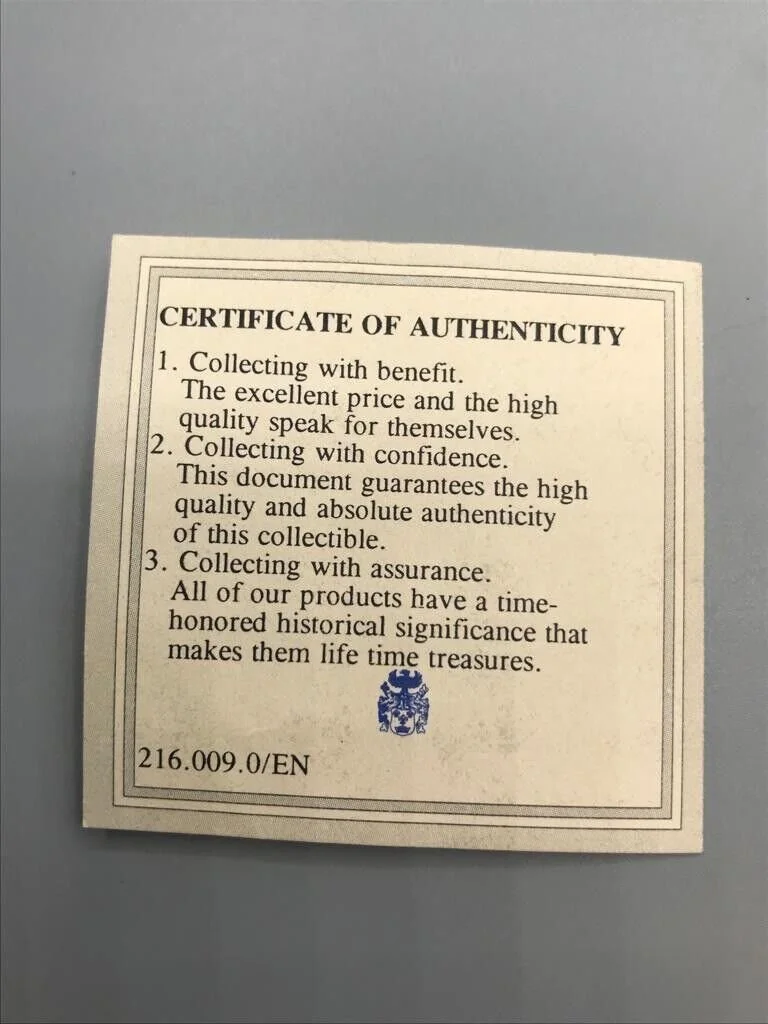 CERTIFICATE OF AUTHENTICITY
1. Collecting with benefit.
The excellent price and the high
quality speak for themselves.
2. Collecting with confidence.
This document guarantees the high
quality and absolute authenticity
of this collectible.
3. Collecting with assurance.
All of our products have a time-
honored historical significance that
makes them life time treasures.
216.009.0/EN